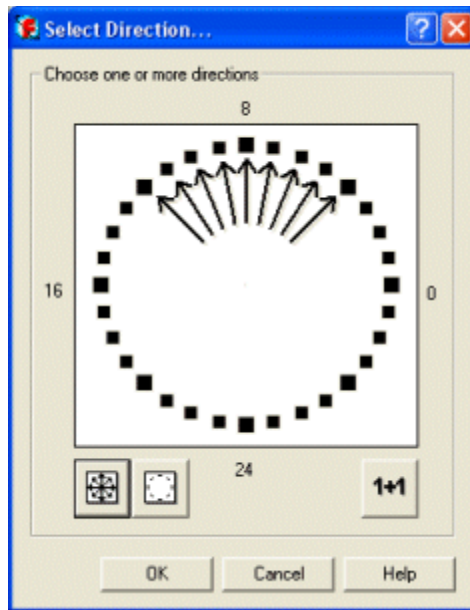 Select Direction...
Choose one or more directions
8
16
0
24
1+1
OK
Cancel
Help